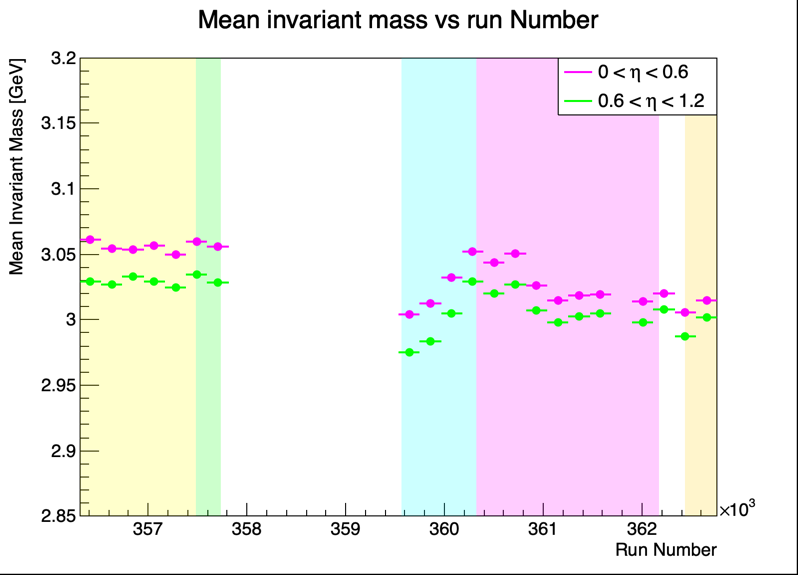 Mean invariant mass vs run Number
Mean Invariant Mass [GeV]
3.2
3.15
3.1
3.05
3
2.95
2.9
2.85
0 < η < 0.6
0.6 < η < 1.2
357 358 359 360 361 362
×10³
Run Number